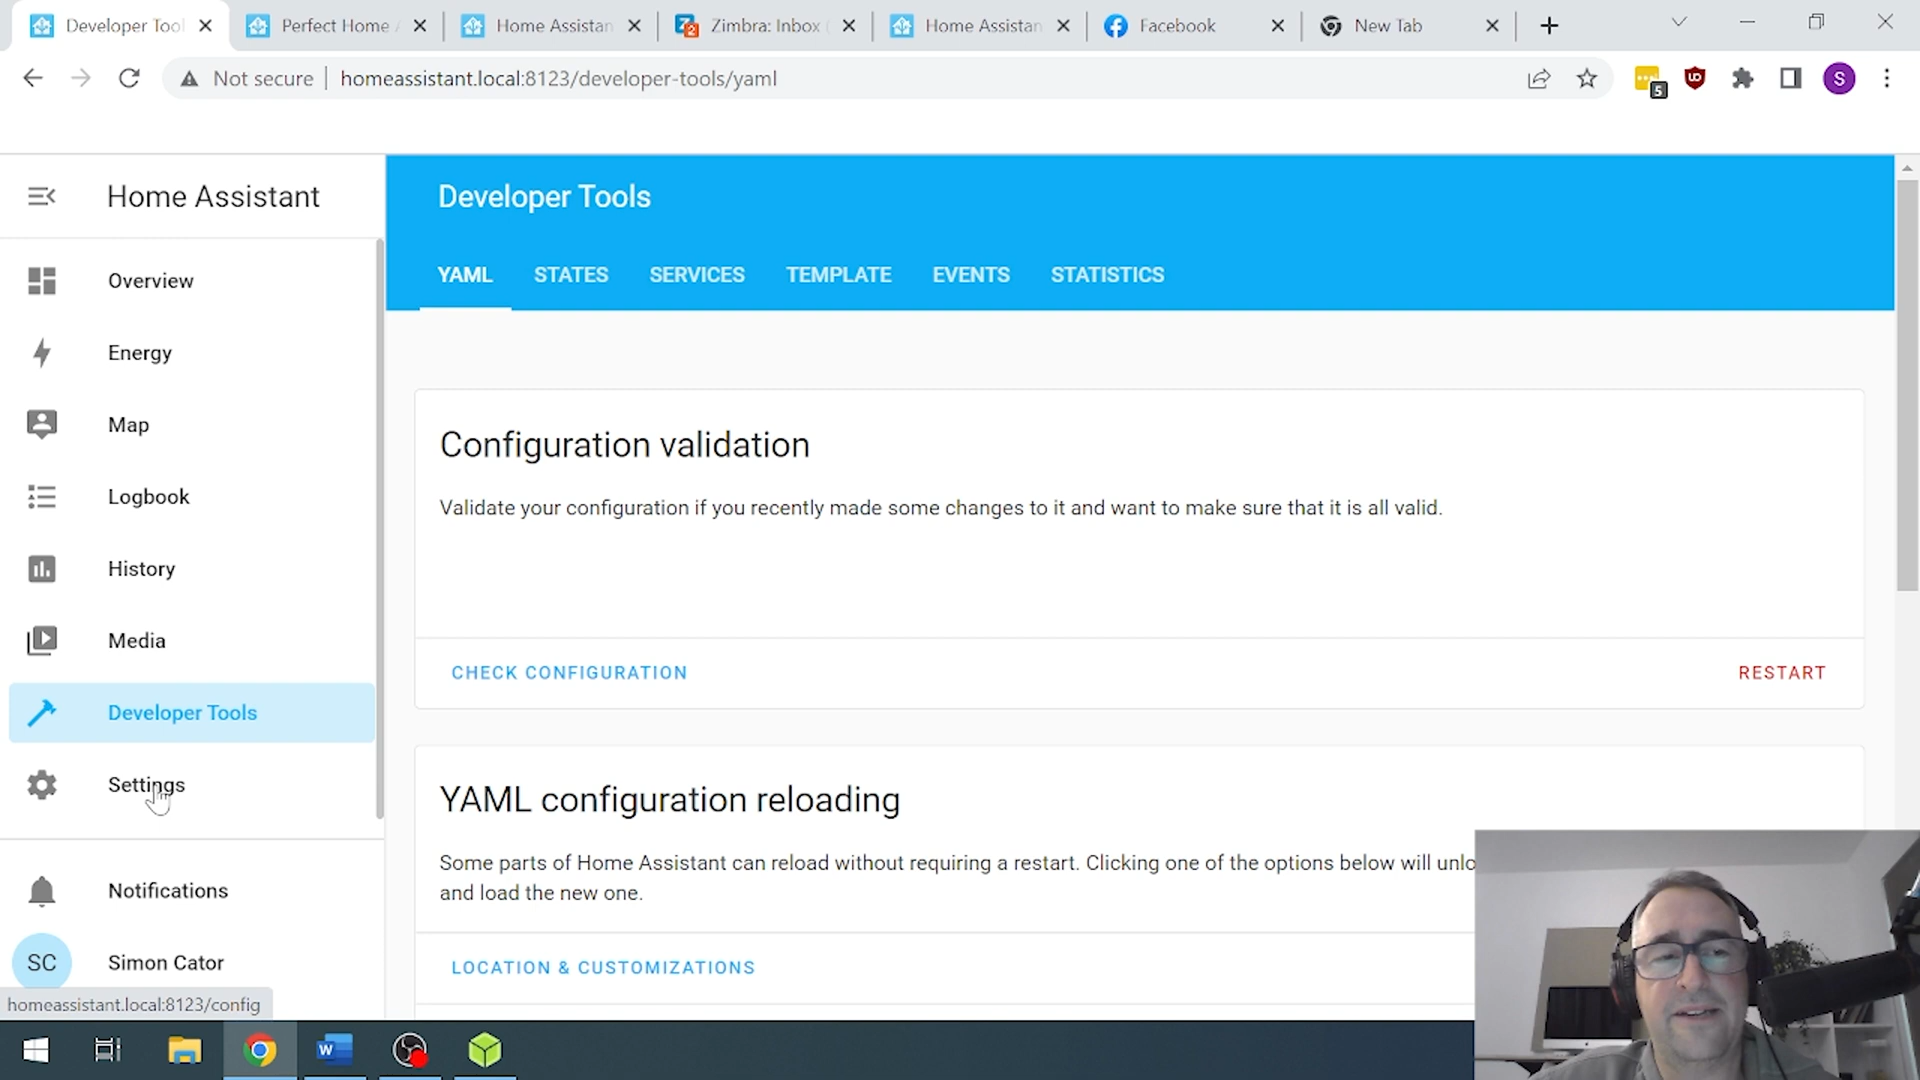 Developer Tool
Perfect Home
Home Assistan
Zimbra: Inbox (
Home Assistan
Facebook
New Tab
Not secure
homeassistant.local:8123/developer-tools/yaml
5
S
Home Assistant
Developer Tools
YAML
STATES
SERVICES
TEMPLATE
EVENTS
STATISTICS
Overview
Energy
Map
Logbook
History
Media
Developer Tools
Settings
Notifications
SC
Simon Cator
homeassistant.local:8123/config
Configuration validation
Validate your configuration if you recently made some changes to it and want to make sure that it is all valid.
CHECK CONFIGURATION
RESTART
YAML configuration reloading
Some parts of Home Assistant can reload without requiring a restart. Clicking one of the options below will unlo
and load the new one.
LOCATION & CUSTOMIZATIONS